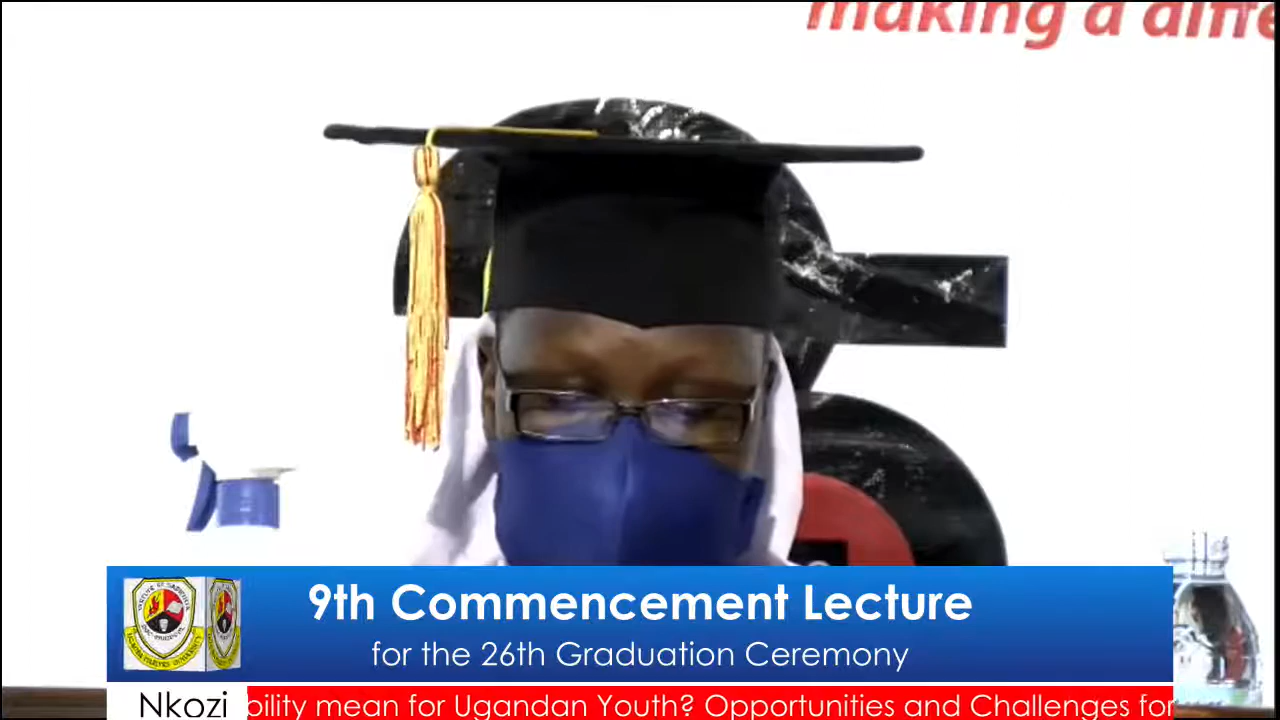 making a diffe
9th Commencement Lecture
for the 26th Graduation Ceremony
Nkozi
bility mean for Ugandan Youth? Opportunities and Challenges for